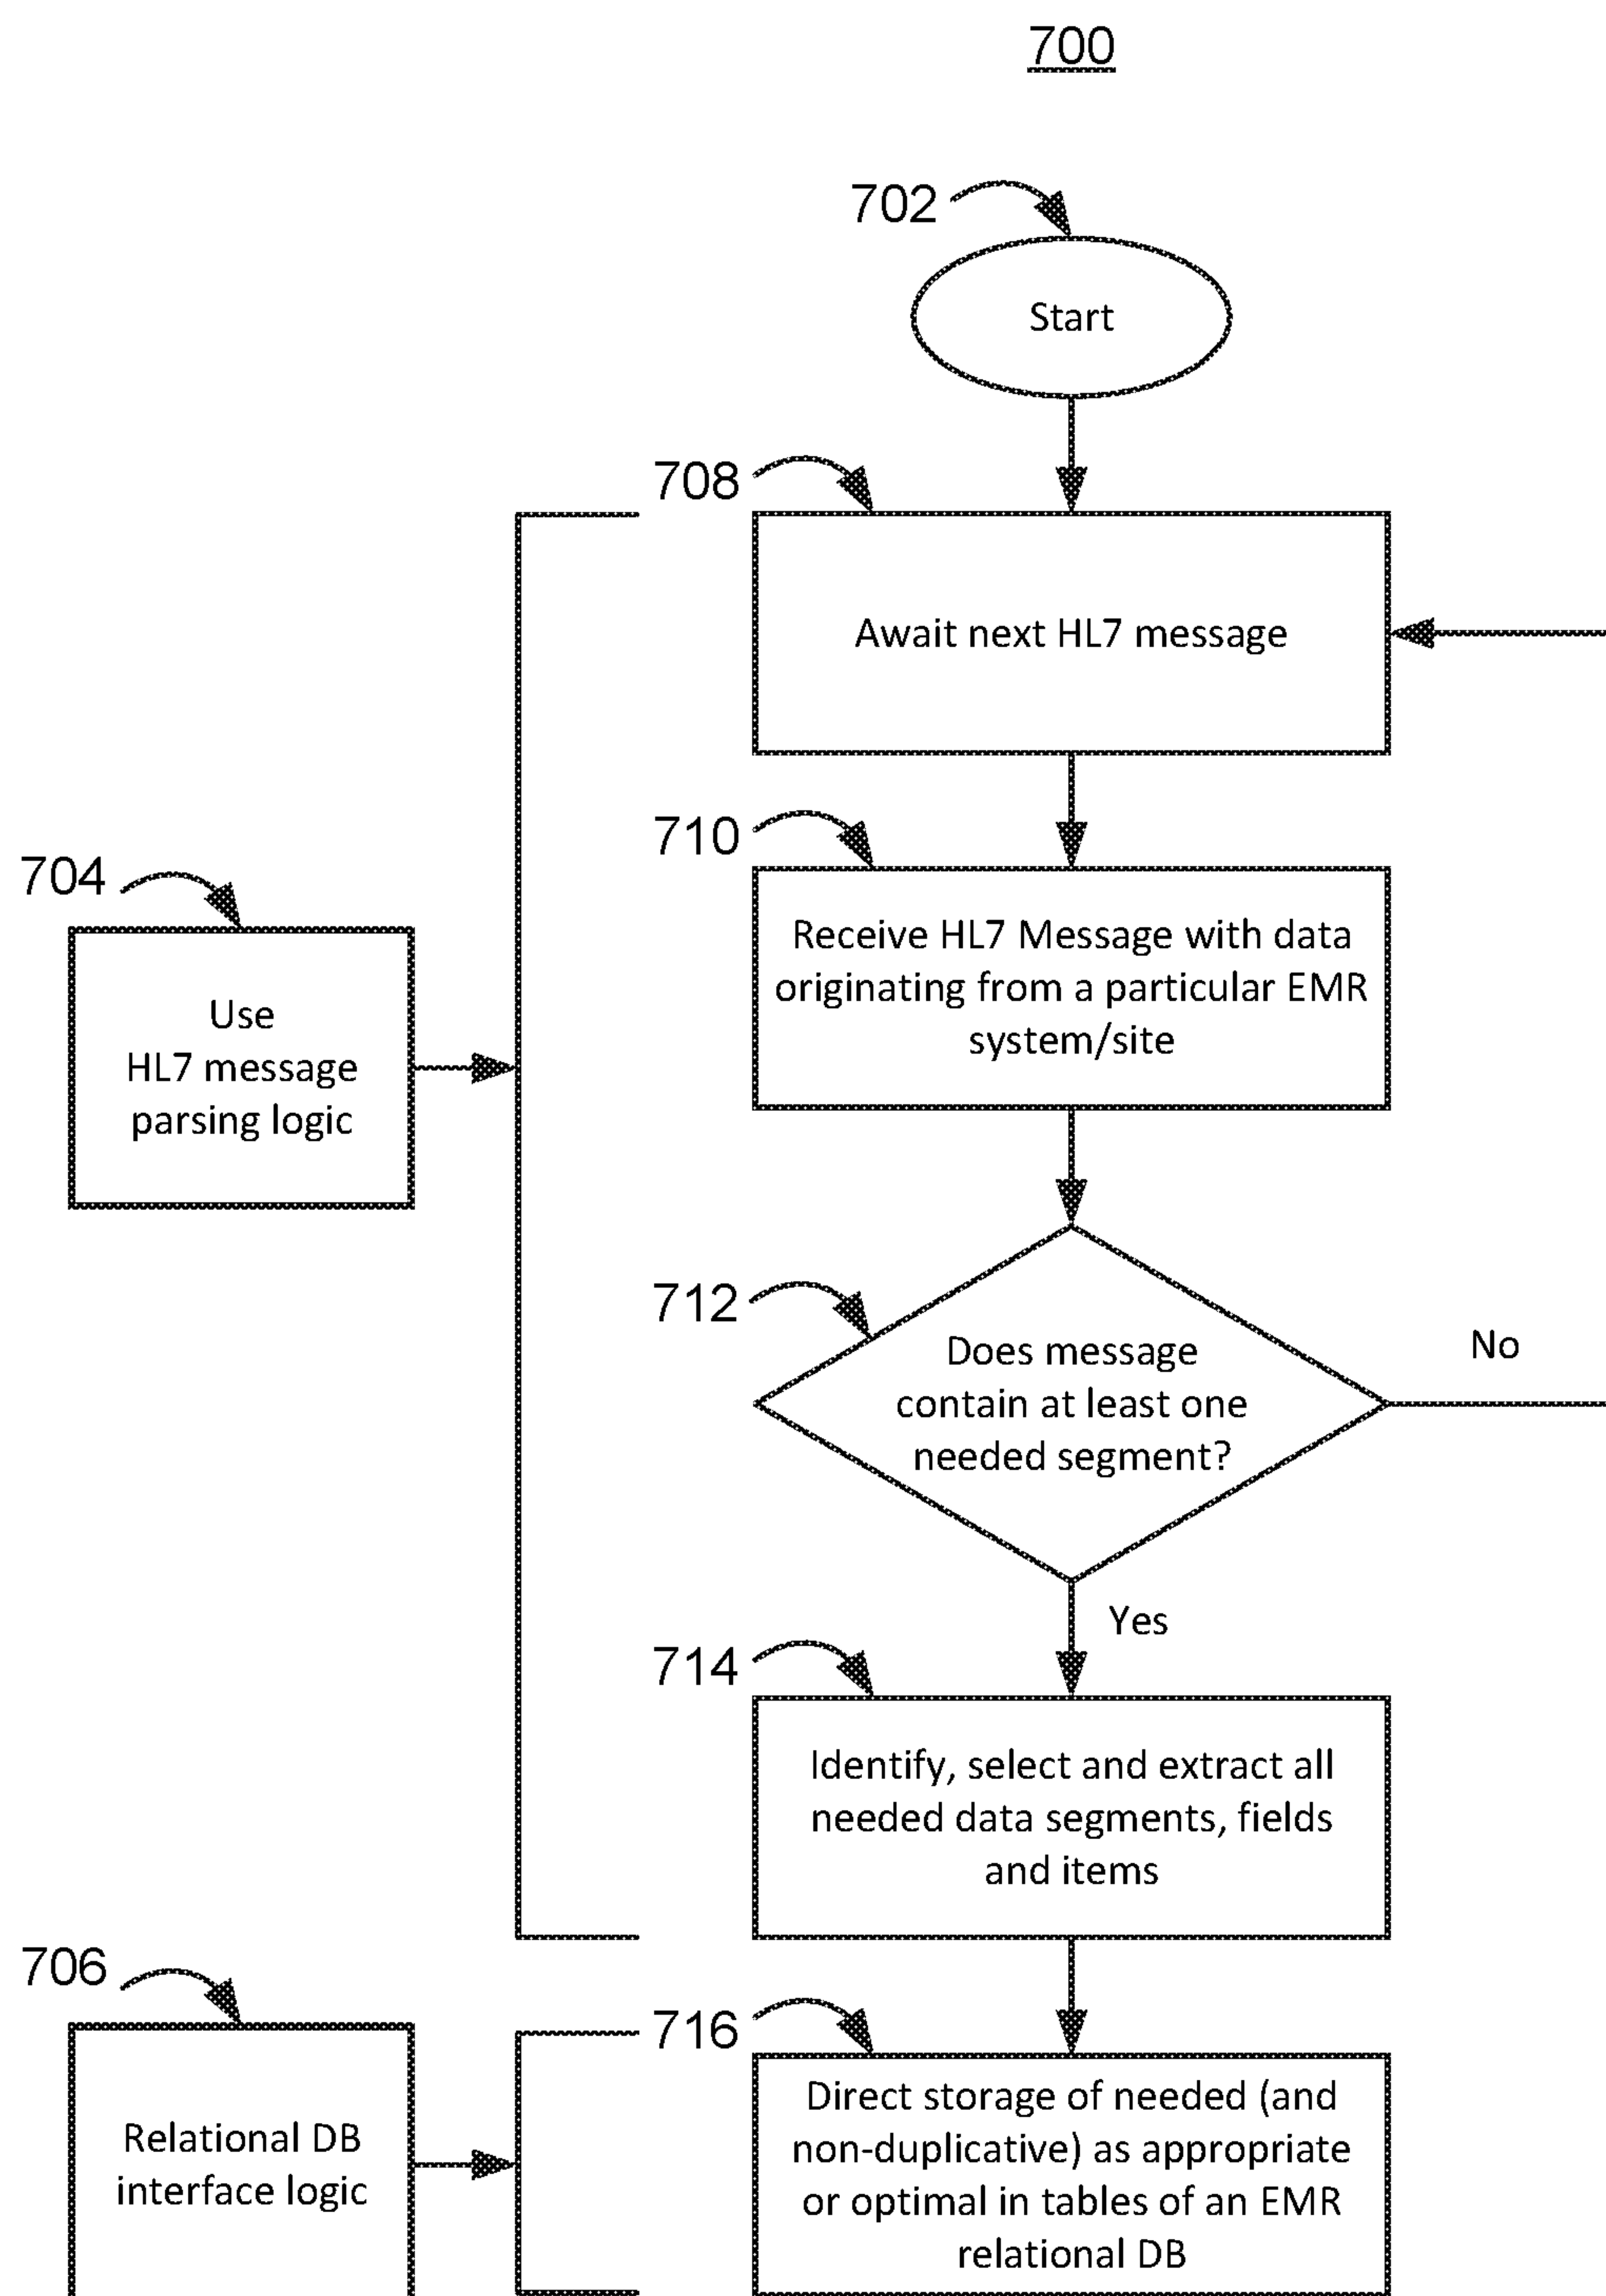 700
702
Start
708
Await next HL7 message
710
Receive HL7 Message with data
originating from a particular EMR
system/site
704
Use
HL7 message
parsing logic
712
Does message
contain at least one
needed segment?
No
Yes
714
Identify, select and extract all
needed data segments, fields
and items
706
Relational DB
interface logic
716
Direct storage of needed (and
non-duplicative) as appropriate
or optimal in tables of an EMR
relational DB